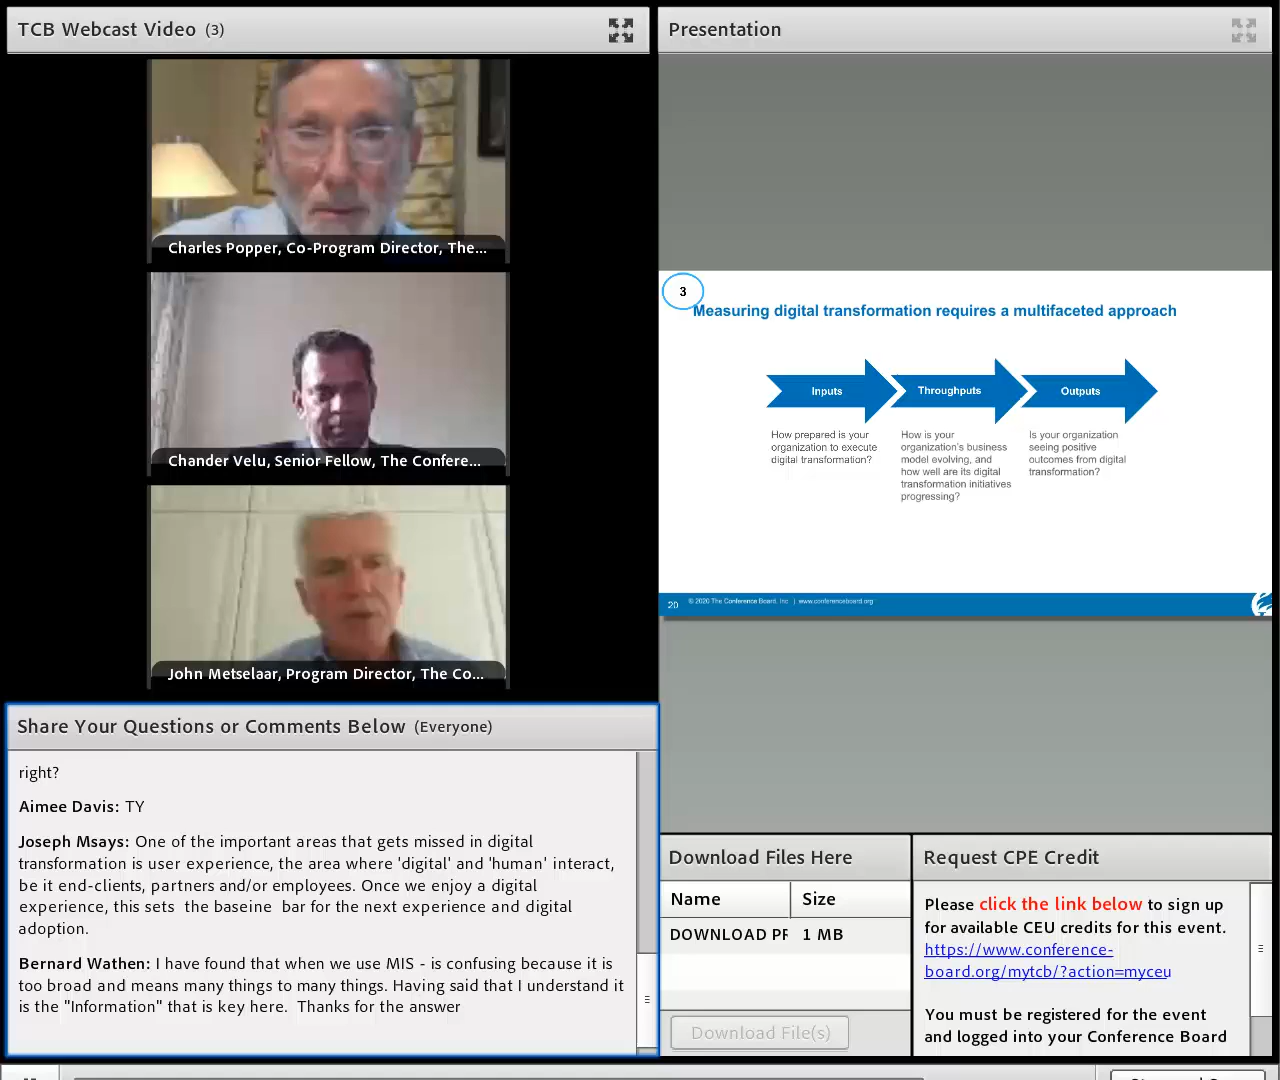 TCB Webcast Video (3)
Charles Popper, Co-Program Director, The...
Chander Velu, Senior Fellow, The Confere...
John Metselaar, Program Director, The Co...
Share Your Questions or Comments Below (Everyone)
right?
Aimee Davis: TY
Joseph Msays: One of the important areas that gets missed in digital
transformation is user experience, the area where 'digital' and 'human' interact,
be it end-clients, partners and/or employees. Once we enjoy a digital
experience, this sets the baseine bar for the next experience and digital
adoption.
Bernard Wathen: I have found that when we use MIS - is confusing because it is
too broad and means many things to many things. Having said that I understand it
is the "Information" that is key here. Thanks for the answer
Presentation
3
Measuring digital transformation requires a multifaceted approach
Inputs
Throughputs
Outputs
How prepared is your
organization to execute
digital transformation?
How is your
organization's business
model evolving, and
how well are its digital
transformation initiatives
progressing?
Is your organization
seeing positive
outcomes from digital
transformation?
20 © 2020 The Conference Board, Inc. | www.conferenceboard.org
Download Files Here
Name Size
DOWNLOAD PR 1 MB
Download File(s)
Request CPE Credit
Please click the link below to sign up
for available CEU credits for this event.
https://www.conference-
board.org/mytcb/?action=myceu
You must be registered for the event
and logged into your Conference Board